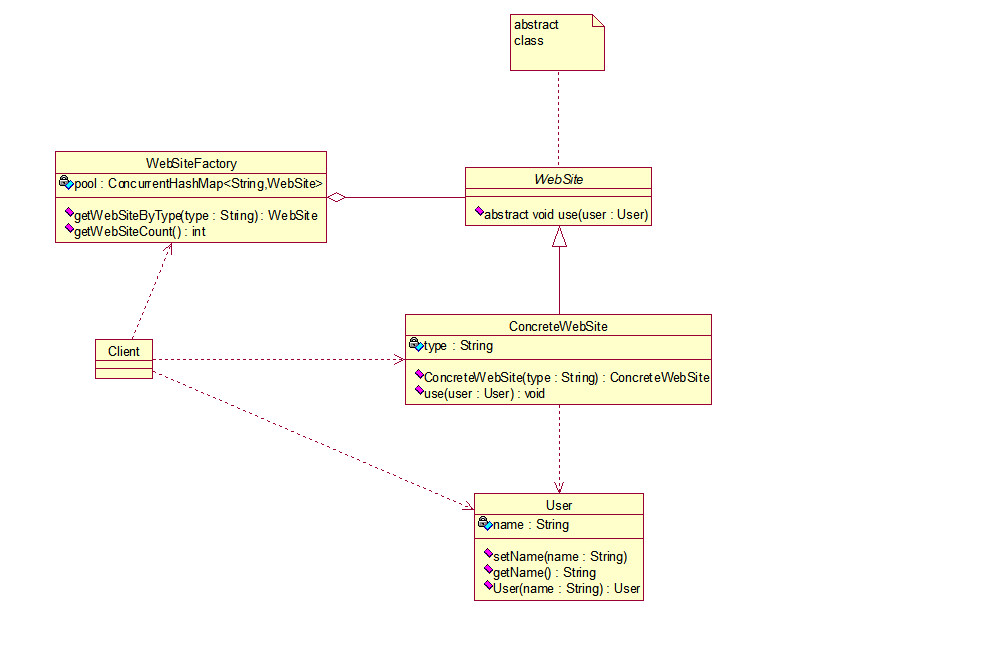 abstract
class
WebSiteFactory
pool : ConcurrentHashMap<String,WebSite>
getWebSiteByType(type : String) : WebSite
getWebSiteCount() : int
WebSite
abstract void use(user : User)
Client
ConcreteWebSite
type : String
ConcreteWebSite(type : String) : ConcreteWebSite
use(user : User) : void
User
name : String
setName(name : String)
getName() : String
User(name : String) : User